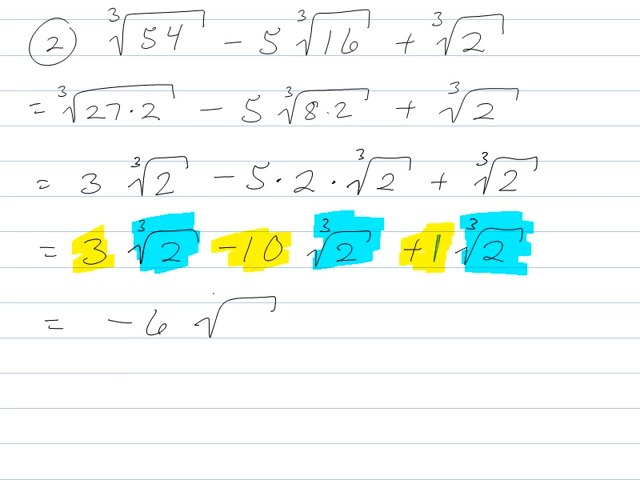 ② ∛54 − 5 ∛16 + ∛2
= ∛27·2 − 5 ∛8·2 + ∛2
= 3 ∛2 − 5·2·∛2 + ∛2
= 3 ∛2 −10 ∛2 +1 ∛2
= −6 √